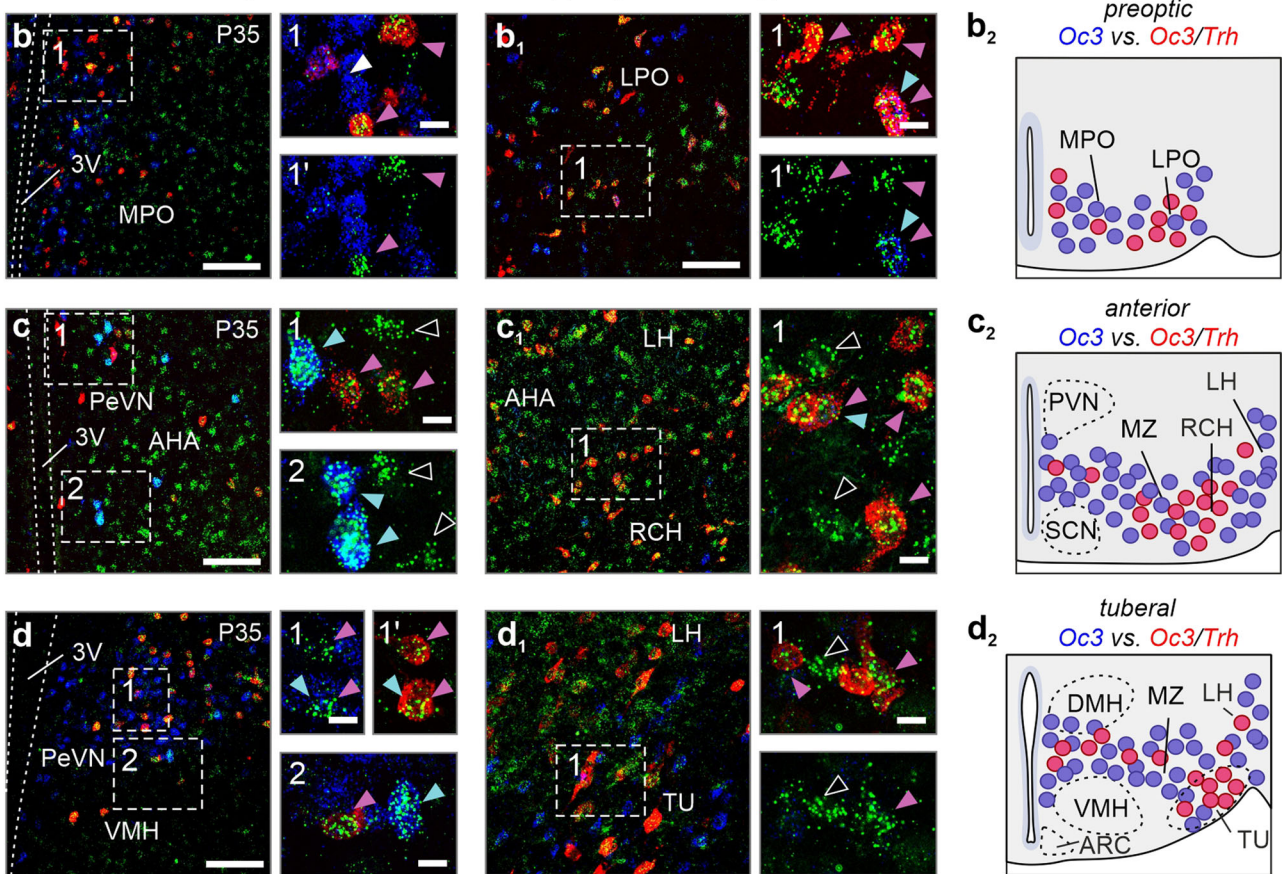 b
1
P35
3V
MPO
1
1'
b1
LPO
1
1
1'
b2
preoptic
Oc3 vs. Oc3/Trh
MPO
LPO
c
1
P35
PeVN
3V
AHA
2
1
2
c1
LH
AHA
1
RCH
1
c2
anterior
Oc3 vs. Oc3/Trh
LH
PVN
MZ
RCH
SCN
d
P35
3V
1
PeVN
2
VMH
1
1'
2
d1
LH
1
TU
1
d2
tuberal
Oc3 vs. Oc3/Trh
DMH
MZ
LH
VMH
ARC
TU